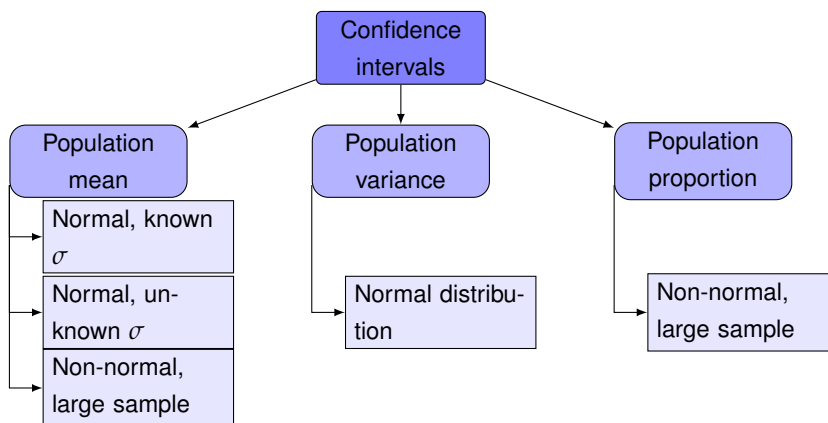 Confidence
intervals
Population
mean
Population
variance
Population
proportion
Normal, known
σ
Normal, un-
known σ
Non-normal,
large sample
Normal distribu-
tion
Non-normal,
large sample